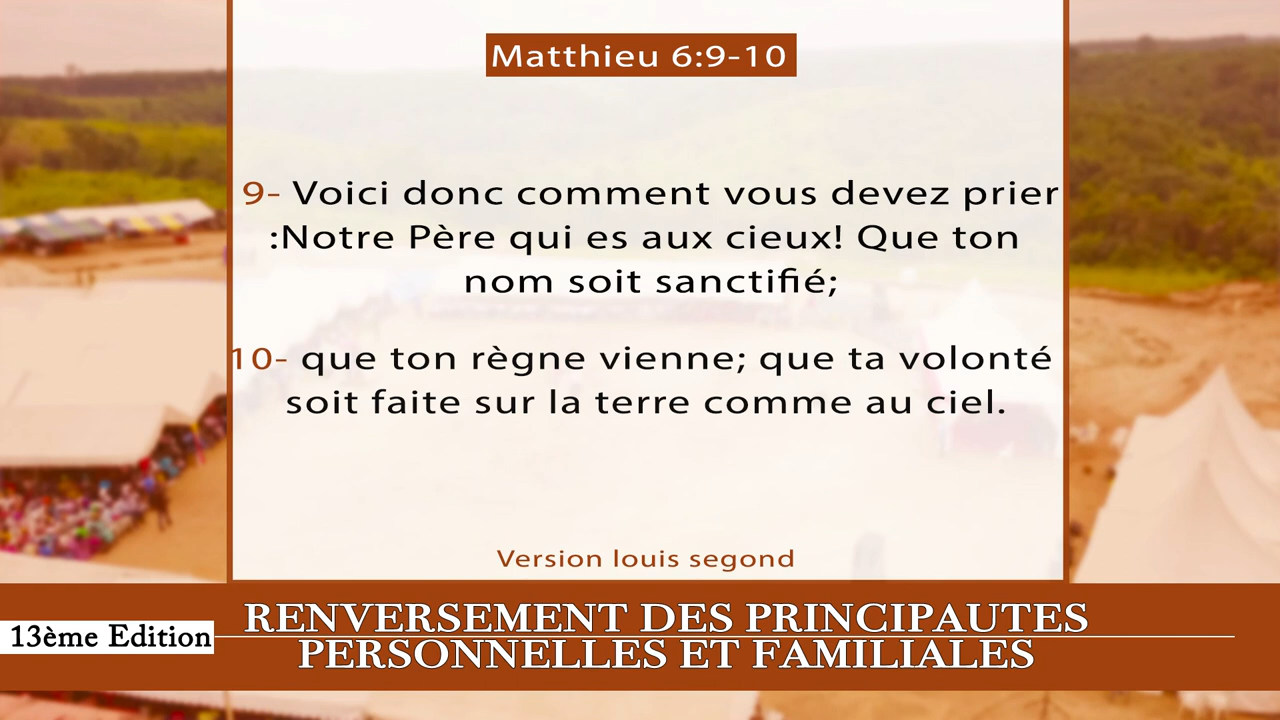 Matthieu 6:9-10
9- Voici donc comment vous devez prier
:Notre Père qui es aux cieux! Que ton
nom soit sanctifié;
10- que ton règne vienne; que ta volonté
soit faite sur la terre comme au ciel.
Version louis segond
13ème Edition
RENVERSEMENT DES PRINCIPAUTES
PERSONNELLES ET FAMILIALES